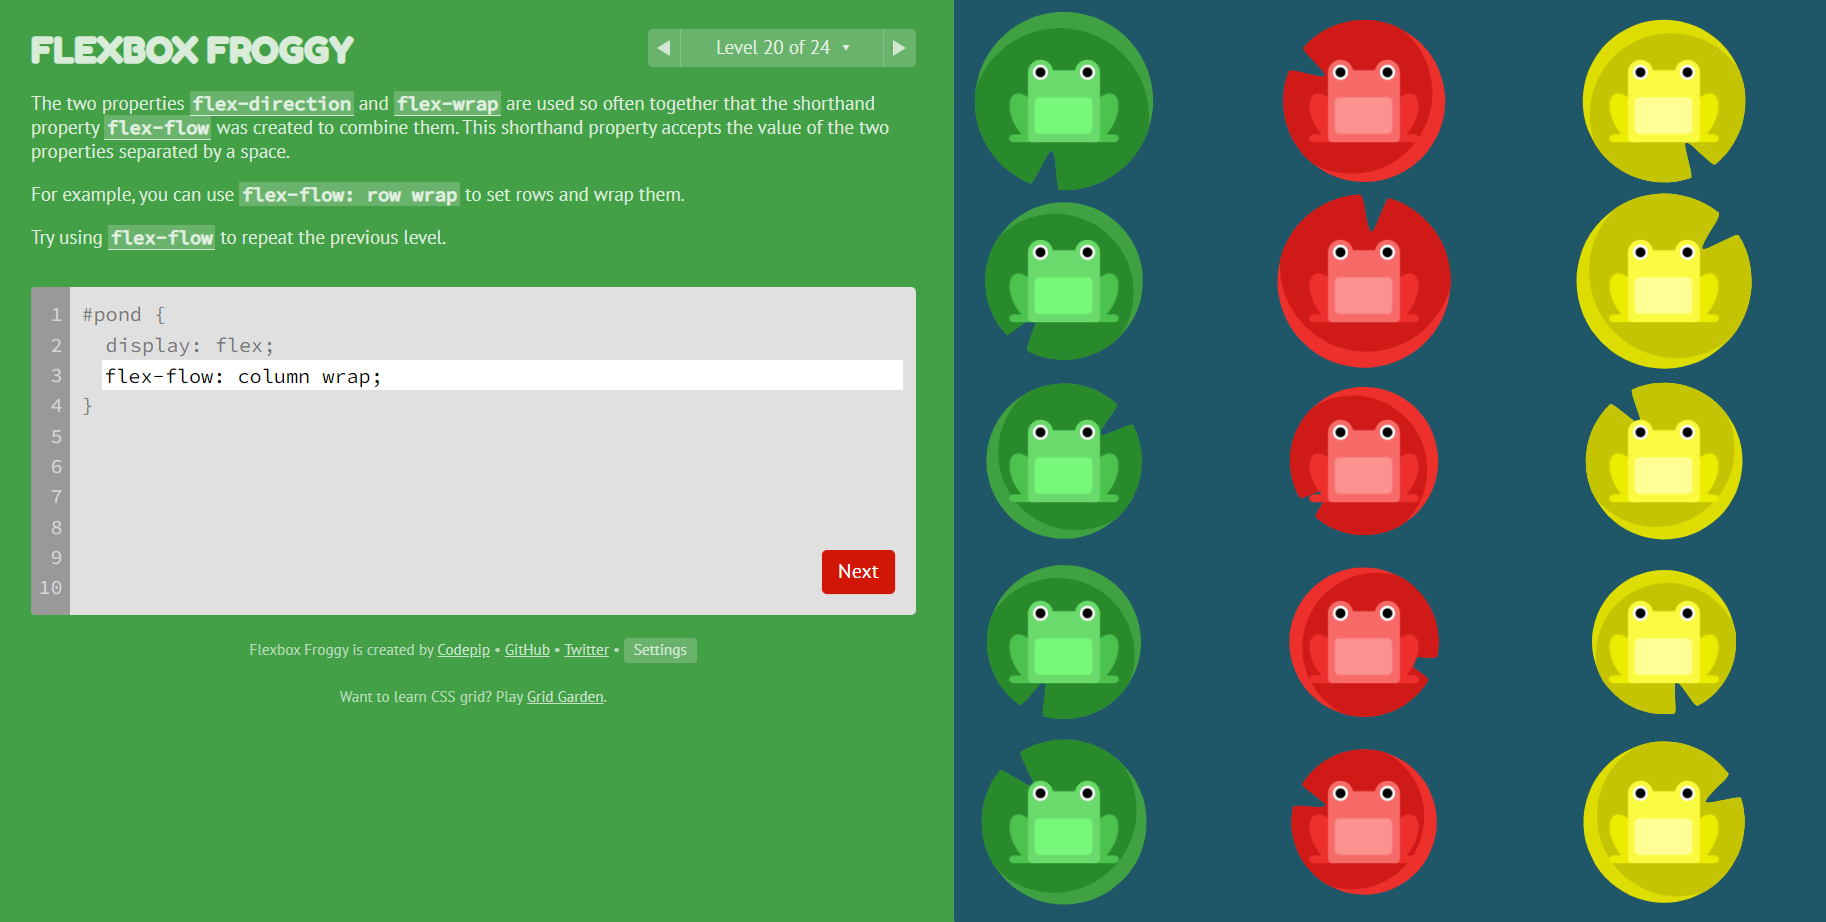 FLEXBOX FROGGY
Level 20 of 24 ▼
The two properties flex-direction and flex-wrap are used so often together that the shorthand
property flex-flow was created to combine them. This shorthand property accepts the value of the two
properties separated by a space.
For example, you can use flex-flow: row wrap to set rows and wrap them.
Try using flex-flow to repeat the previous level.
1 #pond {
2 display: flex;
3 flex-flow: column wrap;
4 }
5
6
7
8
9
10
Next
Flexbox Froggy is created by Codepip • GitHub • Twitter • Settings
Want to learn CSS grid? Play Grid Garden.